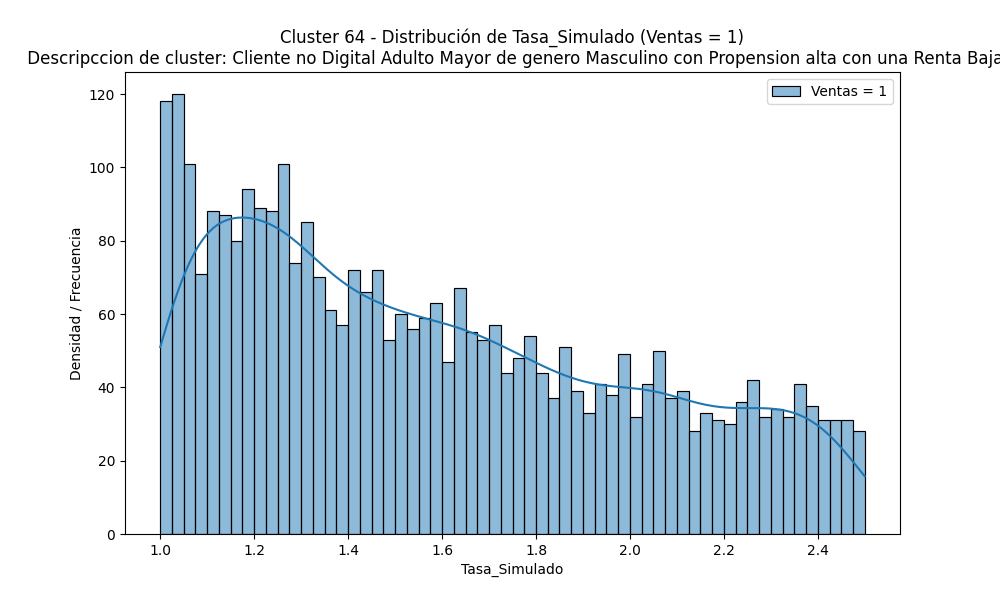 Cluster 64 - Distribución de Tasa_Simulado (Ventas = 1)
Descripccion de cluster: Cliente no Digital Adulto Mayor de genero Masculino con Propension alta con una Renta Baja
Ventas = 1
120
100
80
60
40
20
0
Densidad / Frecuencia
1.0 1.2 1.4 1.6 1.8 2.0 2.2 2.4
Tasa_Simulado